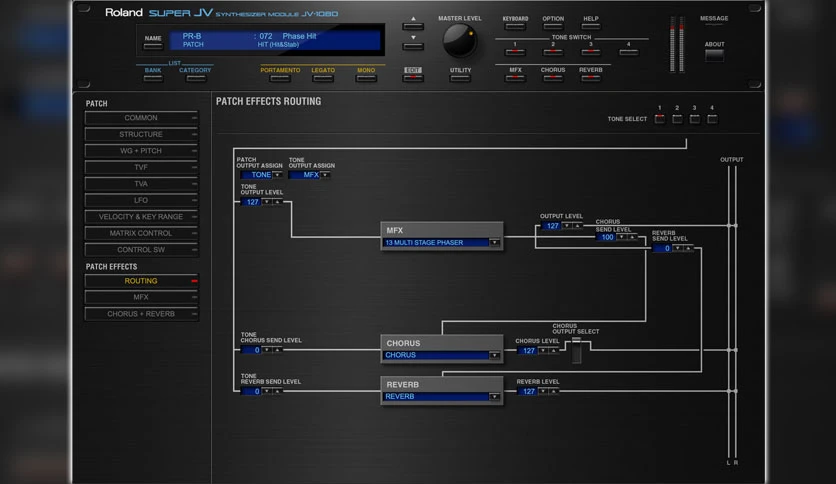 Roland SUPER JV SYNTHESIZER MODULE JV-1080
NAME
PR-B : 072 Phase Hit
PATCH HIT (Hit&Stab)
LIST
BANK CATEGORY
PORTAMENTO LEGATO MONO
▲
▼
EDIT
MASTER LEVEL
UTILITY
KEYBOARD OPTION HELP
TONE SWITCH
1 2 3 4
MFX CHORUS REVERB
MESSAGE
ABOUT
PATCH
COMMON
STRUCTURE
WG + PITCH
TVF
TVA
LFO
VELOCITY & KEY RANGE
MATRIX CONTROL
CONTROL SW
PATCH EFFECTS
ROUTING
MFX
CHORUS + REVERB
PATCH EFFECTS ROUTING
TONE SELECT 1 2 3 4
PATCH
OUTPUT ASSIGN
TONE
TONE
OUTPUT ASSIGN
MFX
TONE
OUTPUT LEVEL
127
MFX
13 MULTI STAGE PHASER
OUTPUT LEVEL
127
CHORUS
SEND LEVEL
100
REVERB
SEND LEVEL
0
OUTPUT
TONE
CHORUS SEND LEVEL
0
CHORUS
CHORUS
CHORUS LEVEL
127
CHORUS
OUTPUT SELECT
TONE
REVERB SEND LEVEL
0
REVERB
REVERB
REVERB LEVEL
127
L R